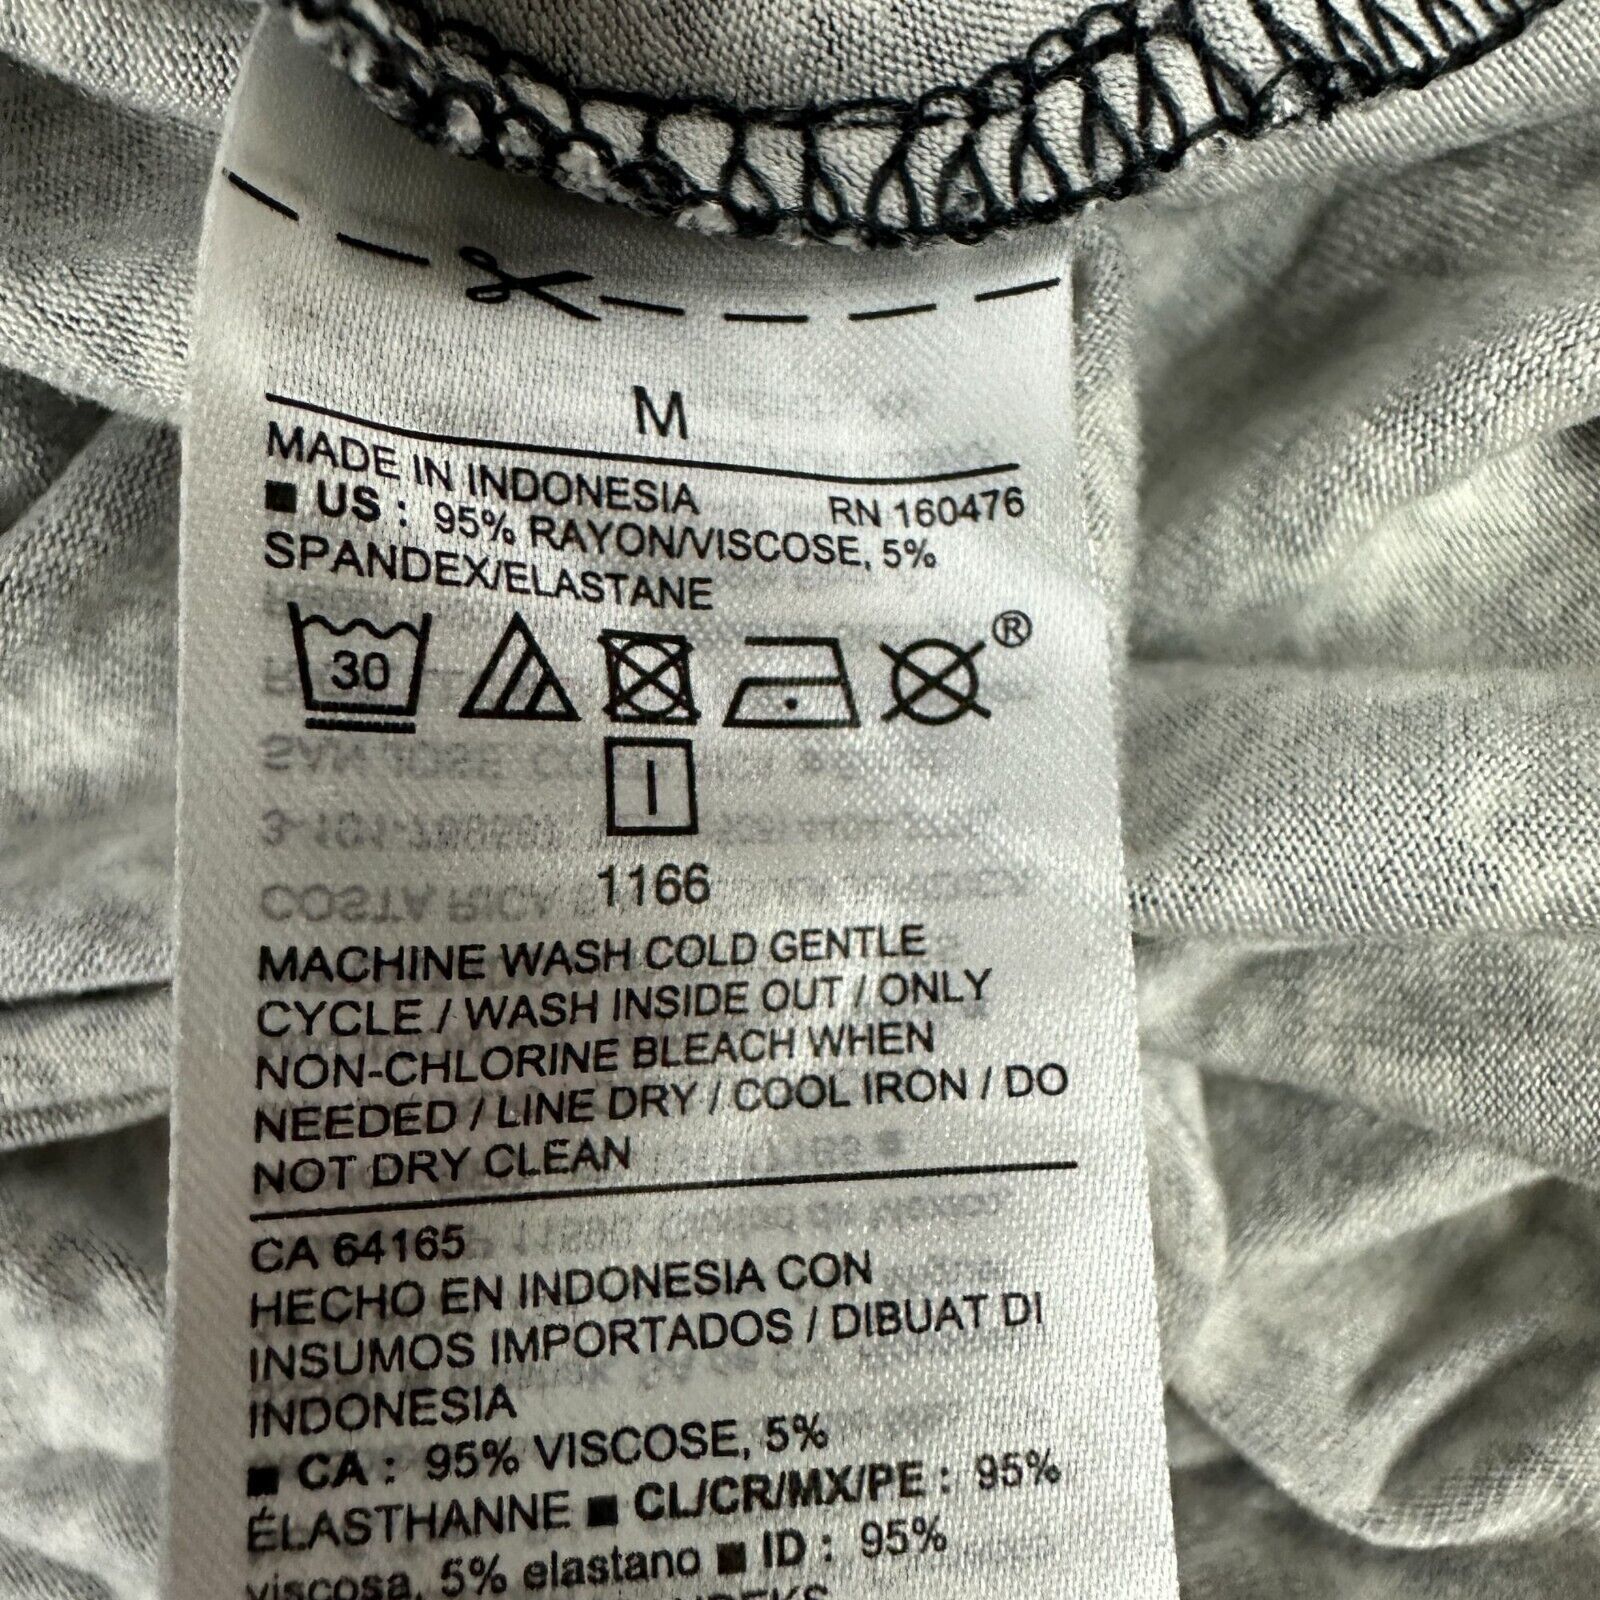 M
MADE IN INDONESIA RN 160476
■ US : 95% RAYON/VISCOSE, 5%
SPANDEX/ELASTANE
30 ®
1166
MACHINE WASH COLD GENTLE
CYCLE / WASH INSIDE OUT / ONLY
NON-CHLORINE BLEACH WHEN
NEEDED / LINE DRY / COOL IRON / DO
NOT DRY CLEAN
CA 64165
HECHO EN INDONESIA CON
INSUMOS IMPORTADOS / DIBUAT DI
INDONESIA
■ CA : 95% VISCOSE, 5%
ÉLASTHANNE ■ CL/CR/MX/PE : 95%
viscosa, 5% elastano ■ ID : 95%